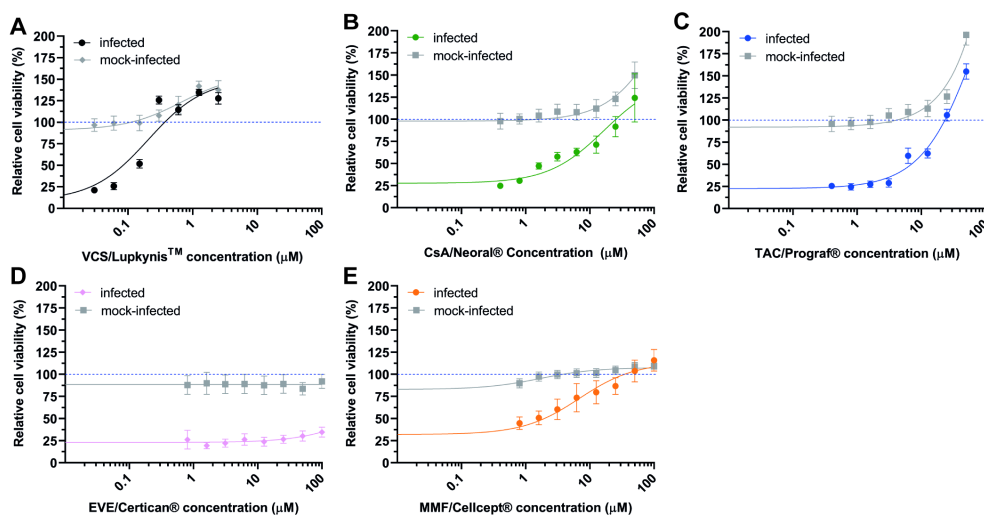 A
infected
mock-infected
Relative cell viability (%)
200
175
150
125
100
75
50
25
0
0.1
1
10
100
VCS/Lupkynis™ concentration (μM)
B
infected
mock-infected
Relative cell viability (%)
200
175
150
125
100
75
50
25
0
0.1
1
10
100
CsA/Neoral® Concentration (μM)
C
infected
mock-infected
Relative cell viability (%)
200
175
150
125
100
75
50
25
0
0.1
1
10
100
TAC/Prograf® concentration (μM)
D
infected
mock-infected
Relative cell viability (%)
200
175
150
125
100
75
50
25
0
0.1
1
10
100
EVE/Certican® concentration (μM)
E
infected
mock-infected
Relative cell viability (%)
200
175
150
125
100
75
50
25
0
0.1
1
10
100
MMF/Cellcept® concentration (μM)